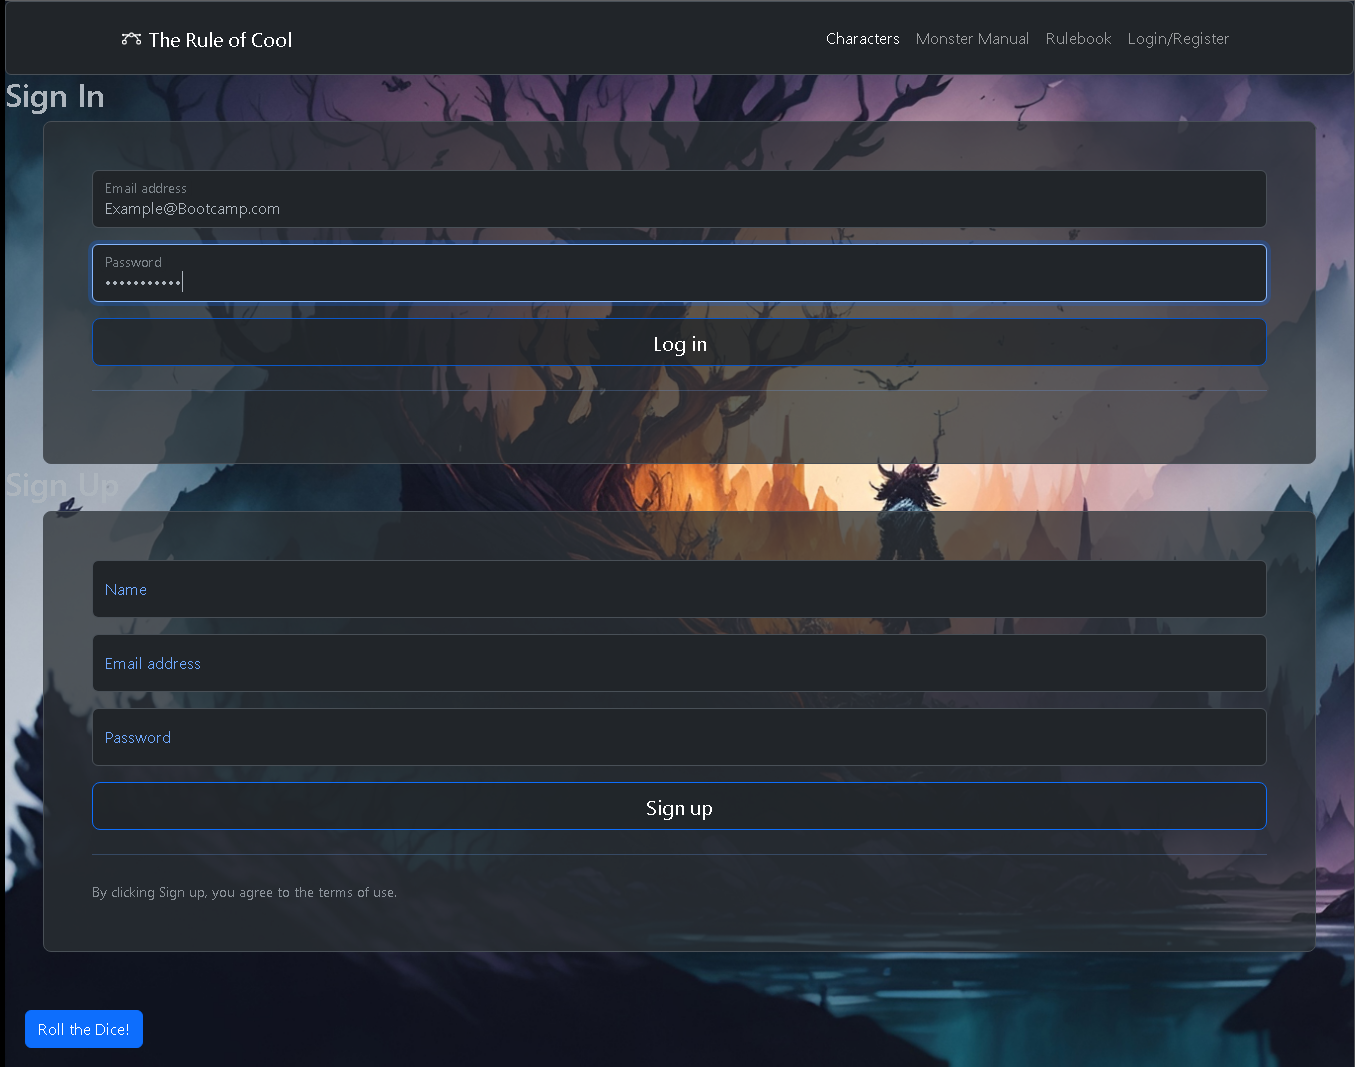 The Rule of Cool
Characters Monster Manual Rulebook Login/Register
Sign In
Email address
Example@Bootcamp.com
Password
•••••••••••
Log in
Sign Up
Name
Email address
Password
Sign up
By clicking Sign up, you agree to the terms of use.
Roll the Dice!